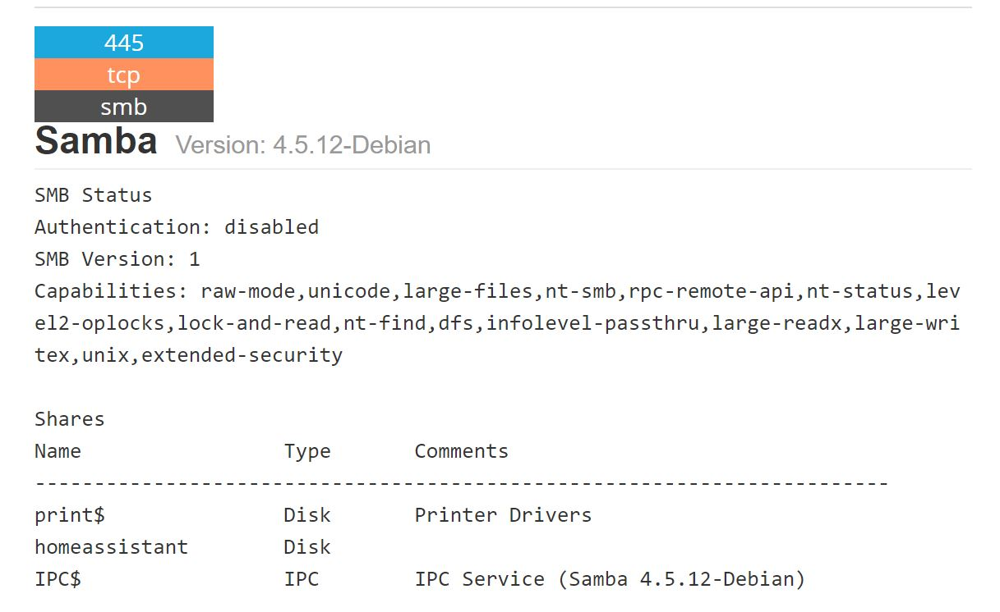 445
tcp
smb
Samba Version: 4.5.12-Debian
SMB Status
Authentication: disabled
SMB Version: 1
Capabilities: raw-mode,unicode,large-files,nt-smb,rpc-remote-api,nt-status,lev
el2-oplocks,lock-and-read,nt-find,dfs,infolevel-passthru,large-readx,large-wri
tex,unix,extended-security
Shares
Name Type Comments
------------------------------------------------------------------------
print$ Disk Printer Drivers
homeassistant Disk
IPC$ IPC IPC Service (Samba 4.5.12-Debian)